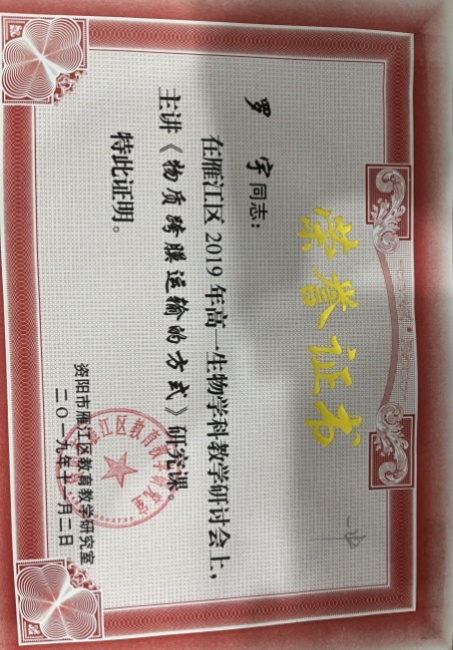 荣誉证书
罗宇同志:
在雁江区2019年高一生物学科教学研讨会上,
主讲《物质跨膜运输的方式》研究课。
特此证明。
资阳市雁江区教育教学研究室
二〇一九年十一月二日